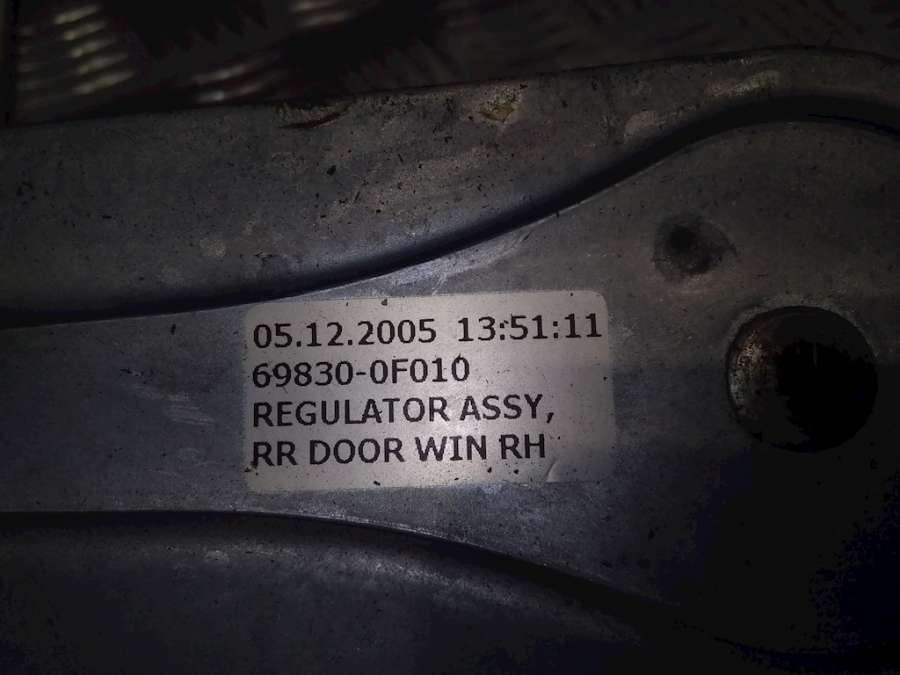 05.12.2005 13:51:11
69830-0F010
REGULATOR ASSY,
RR DOOR WIN RH